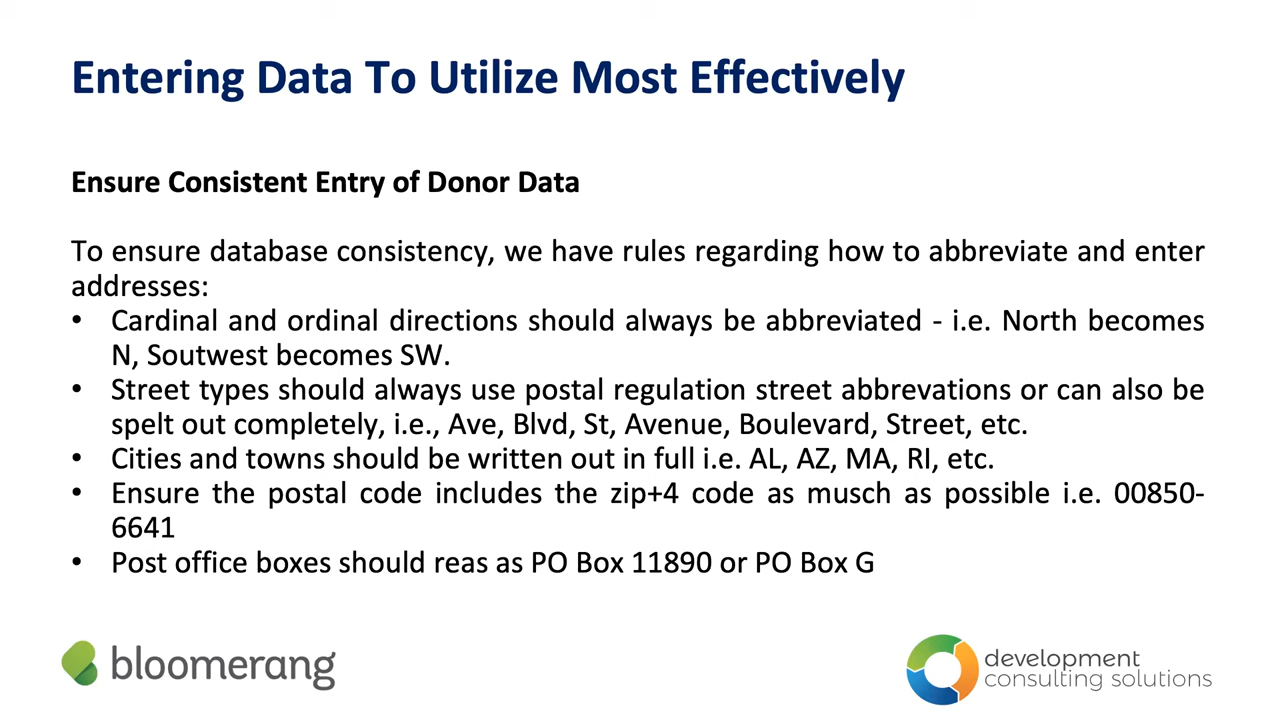 Entering Data To Utilize Most Effectively
Ensure Consistent Entry of Donor Data
To ensure database consistency, we have rules regarding how to abbreviate and enter
addresses:
• Cardinal and ordinal directions should always be abbreviated - i.e. North becomes
N, Soutwest becomes SW.
• Street types should always use postal regulation street abbrevations or can also be
spelt out completely, i.e., Ave, Blvd, St, Avenue, Boulevard, Street, etc.
• Cities and towns should be written out in full i.e. AL, AZ, MA, RI, etc.
• Ensure the postal code includes the zip+4 code as musch as possible i.e. 00850-
6641
• Post office boxes should reas as PO Box 11890 or PO Box G
bloomerang
development
consulting solutions